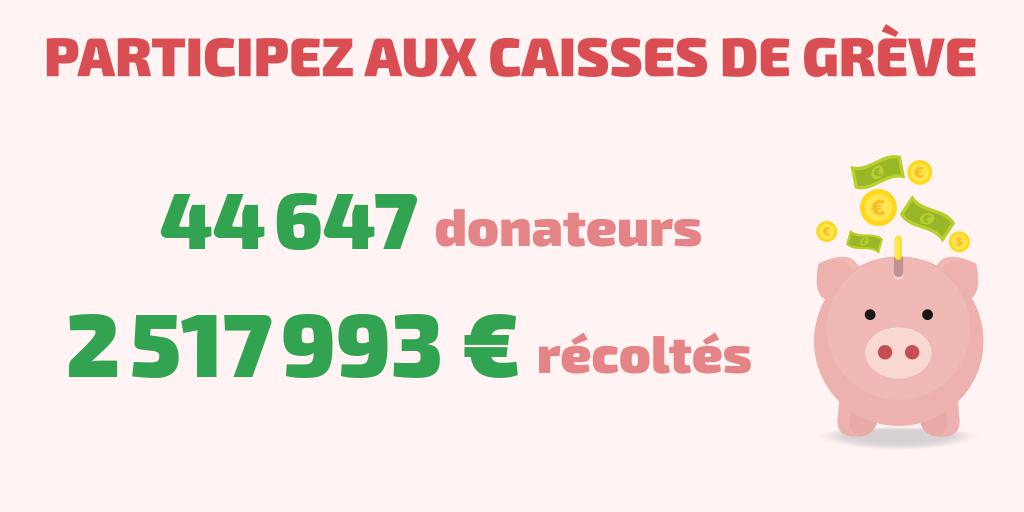 PARTICIPEZ AUX CAISSES DE GRÈVE
44 647 donateurs
2 517 993 € récoltés